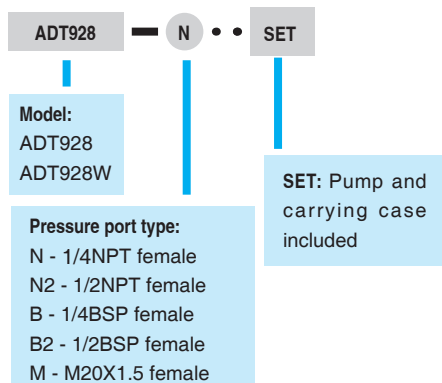 ADT928 — N • • SET
Model:
ADT928
ADT928W
Pressure port type:
N - 1/4NPT female
N2 - 1/2NPT female
B - 1/4BSP female
B2 - 1/2BSP female
M - M20X1.5 female
SET: Pump and
carrying case
included